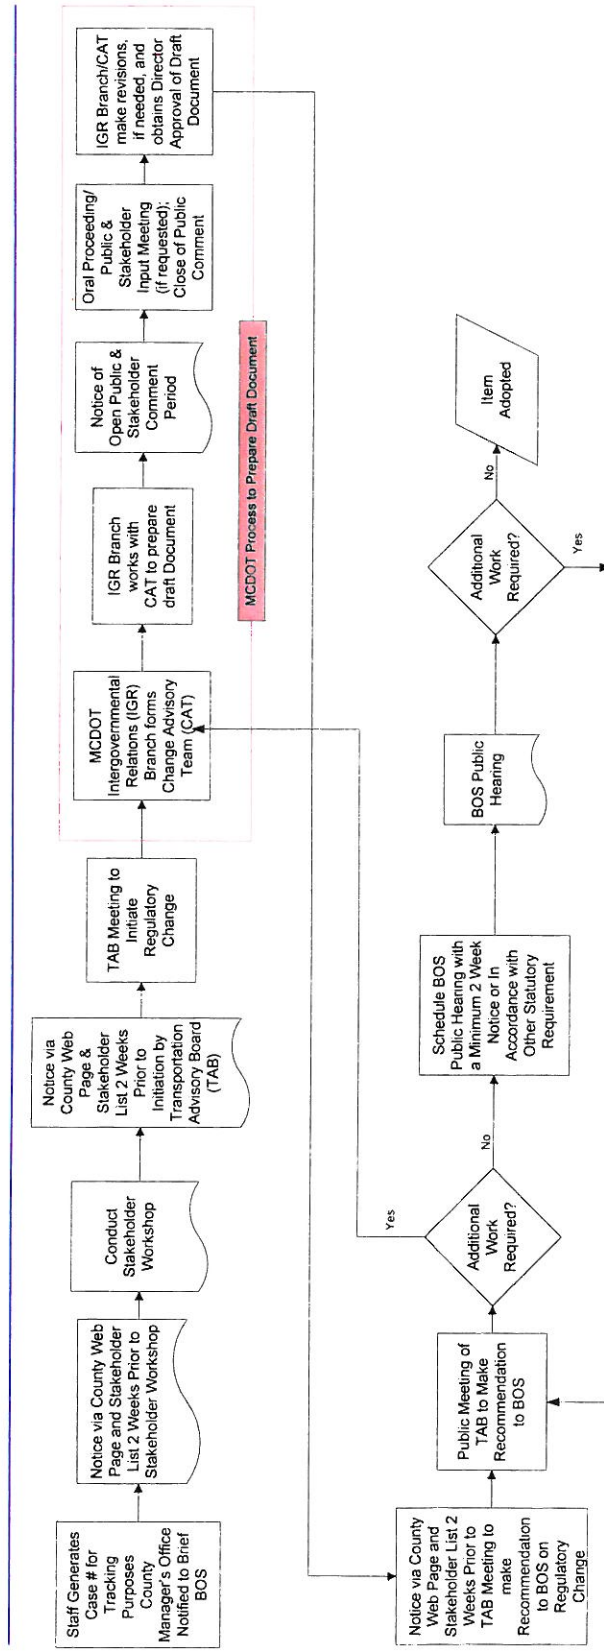 Staff Generates
Case # for
Tracking
Purposes
County
Manager's Office
Notified to Brief
BOS
Notice via County Web
Page and Stakeholder
List 2 Weeks Prior to
Stakeholder Workshop
Conduct
Stakeholder
Workshop
Notice via
County Web
Page &
Stakeholder
List 2 Weeks
Prior to
Initiation by
Transportation
Advisory Board
(TAB)
TAB Meeting to
Initiate
Regulatory
Change
MCDOT
Intergovernmental
Relations (IGR)
Branch forms
Change Advisory
Team (CAT)
IGR Branch
works with
CAT to prepare
draft Document
Notice of
Open Public &
Stakeholder
Comment
Period
Oral Proceeding/
Public &
Stakeholder
Input Meeting
(if requested);
Close of Public
Comment
IGR Branch/CAT
make revisions,
if needed, and
obtains Director
Approval of Draft
Document
MCDOT Process to Prepare Draft Document
Notice via County
Web Page and
Stakeholder List 2
Weeks Prior to
TAB Meeting to
make
Recommendation
to BOS on
Regulatory
Change
Public Meeting of
TAB to Make
Recommendation
to BOS
Additional
Work
Required?
Yes
No
Schedule BOS
Public Hearing with
a Minimum 2 Week
Notice or In
Accordance with
Other Statutory
Requirement
BOS Public
Hearing
Additional
Work
Required?
No
Yes
Item
Adopted